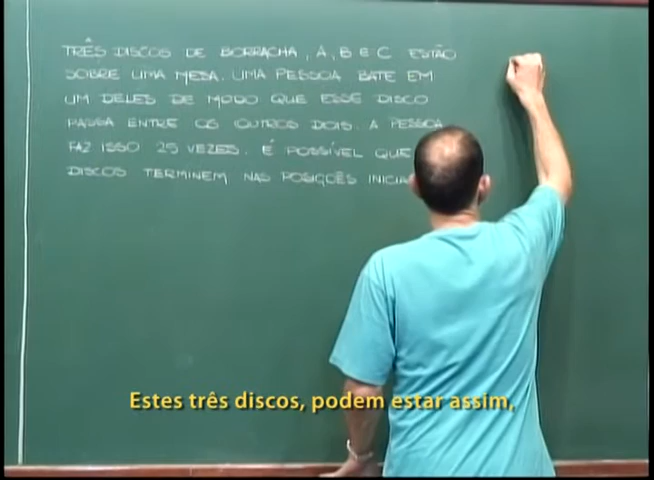 TRÊS DISCOS DE BORRACHA, A, B E C ESTÃO
SOBRE UMA MESA. UMA PESSOA BATE EM
UM DELES DE MODO QUE ESSE DISCO
PASSA ENTRE OS OUTROS DOIS. A PESSOA
FAZ ISSO 25 VEZES. É POSSÍVEL QUE
DISCOS TERMINEM NAS POSIÇÕES INICIA
Estes três discos, podem estar assim,